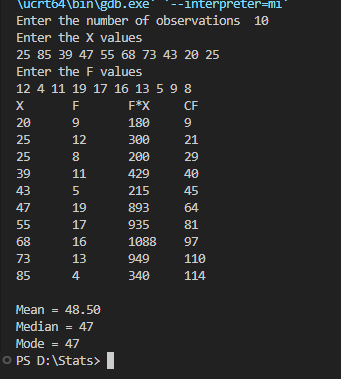 \ucrt64\bin\gdb.exe' '--interpreter=mi'
Enter the number of observations  10
Enter the X values
25 85 39 47 55 68 73 43 20 25
Enter the F values
12 4 11 19 17 16 13 5 9 8
X F F*X CF
20 9 180 9
25 12 300 21
25 8 200 29
39 11 429 40
43 5 215 45
47 19 893 64
55 17 935 81
68 16 1088 97
73 13 949 110
85 4 340 114
Mean = 48.50
Median = 47
Mode = 47
PS D:\Stats>